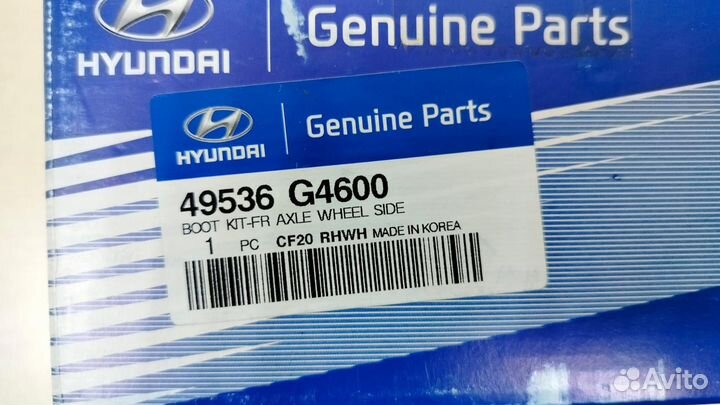 HYUNDAI
Genuine Parts
HYUNDAI
Genuine Parts
49536 G4600
BOOT KIT-FR AXLE WHEEL SIDE
1 PC CF20 RHWH MADE IN KOREA
Avito